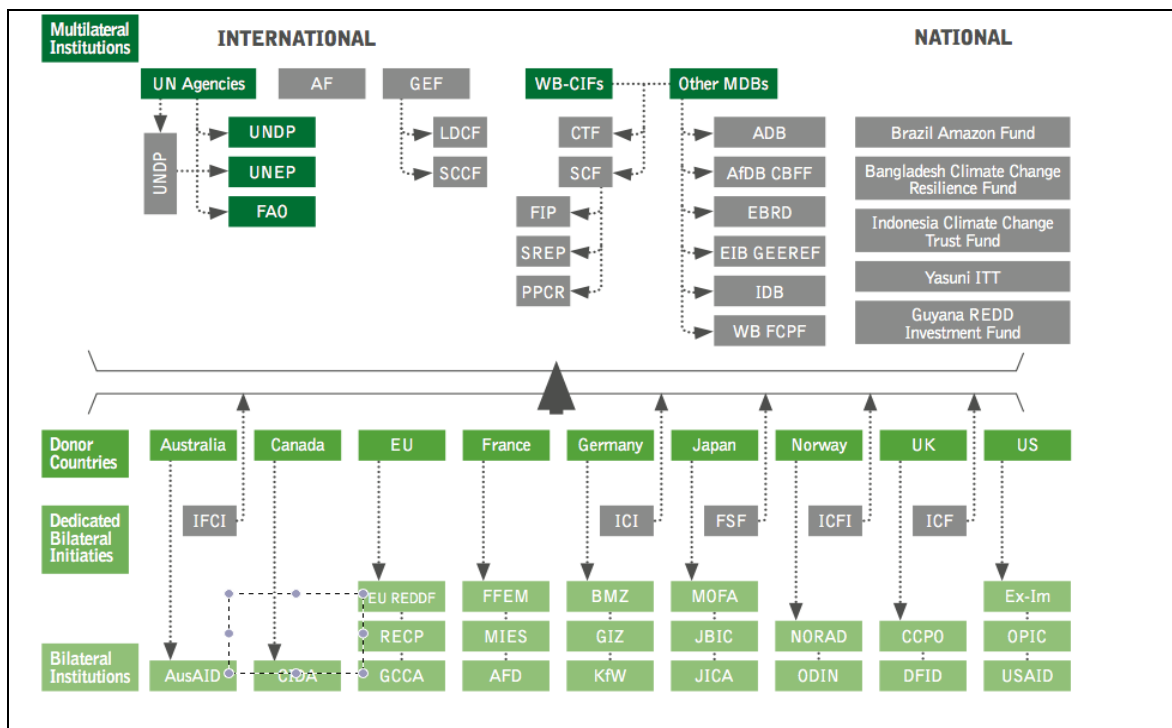 Multilateral
Institutions
INTERNATIONAL
NATIONAL
UN Agencies
AF
GEF
WB-CIFs
Other MDBs
UNDP
UNDP
UNEP
FAO
LDCF
SCCF
CTF
SCF
FIP
SREP
PPCR
ADB
AfDB CBFF
EBRD
EIB GEEREF
IDB
WB FCPF
Brazil Amazon Fund
Bangladesh Climate Change
Resilience Fund
Indonesia Climate Change
Trust Fund
Yasuni ITT
Guyana REDD
Investment Fund
Donor
Countries
Australia
Canada
EU
France
Germany
Japan
Norway
UK
US
Dedicated
Bilateral
Initiaties
IFCI
ICI
FSF
ICFI
ICF
EU REDDF
FFEM
BMZ
MOFA
Ex-Im
RECP
MIES
GIZ
JBIC
NORAD
CCPO
OPIC
Bilateral
Institutions
AusAID
CIDA
GCCA
AFD
KfW
JICA
ODIN
DFID
USAID